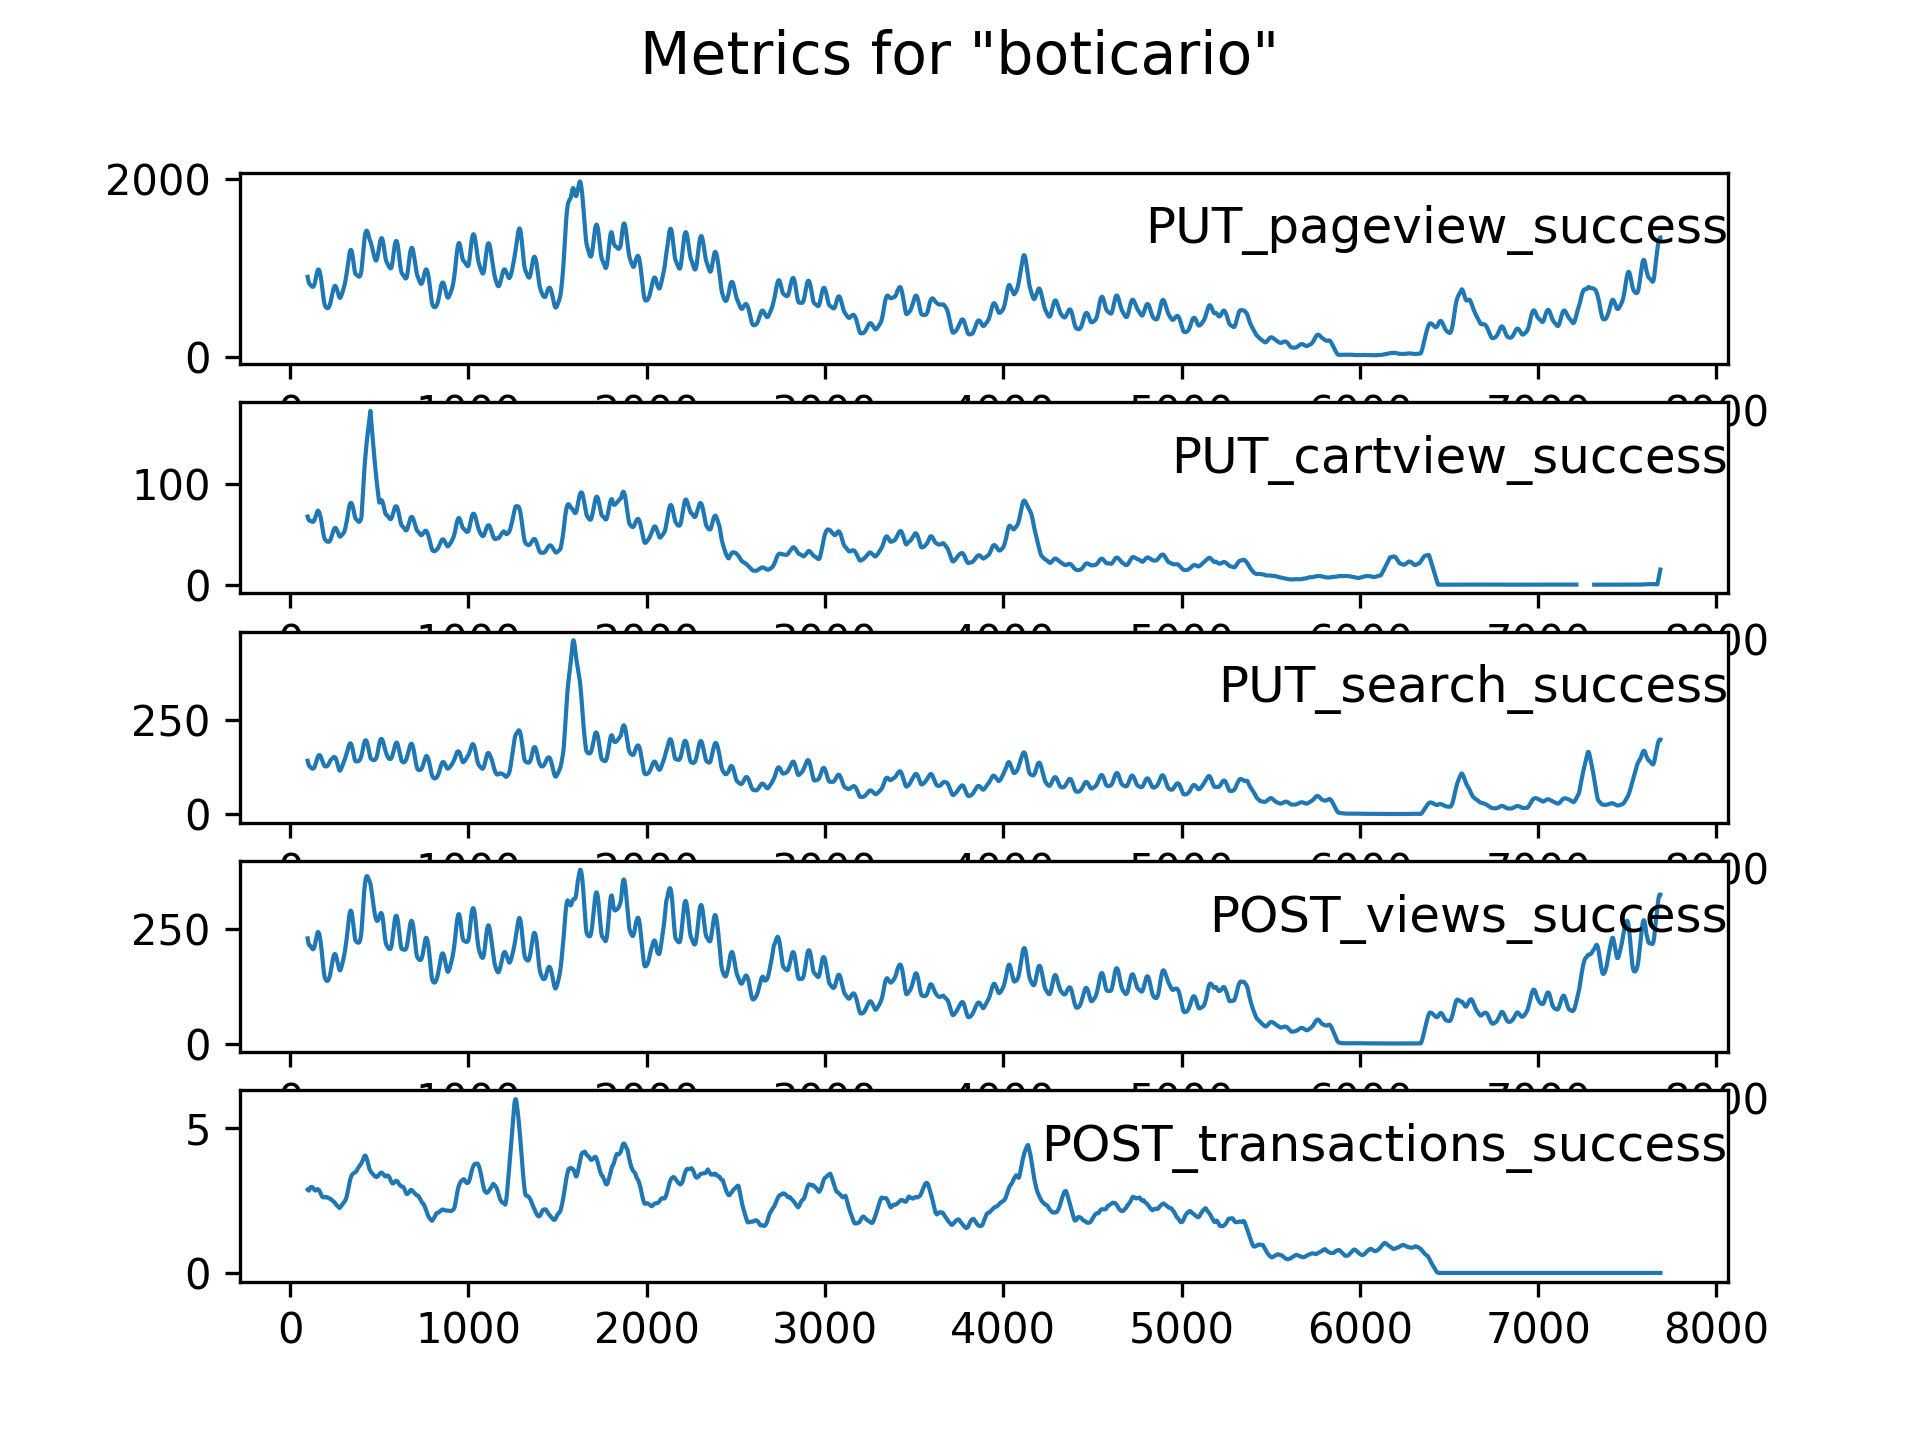 Metrics for "boticario"
2000
0
PUT_pageview_success
100
0
PUT_cartview_success
250
0
PUT_search_success
250
0
POST_views_success
5
0
POST_transactions_success
0 1000 2000 3000 4000 5000 6000 7000 8000